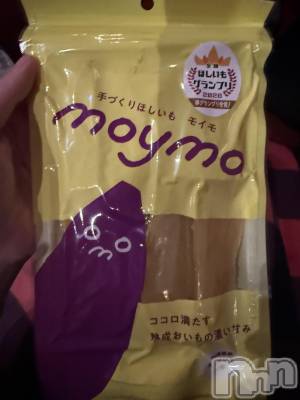 全国
ほしいも
グランプリ
手づくりほしいも モイモ
moymo
ココロ満たす
熟成おいもの濃い甘み